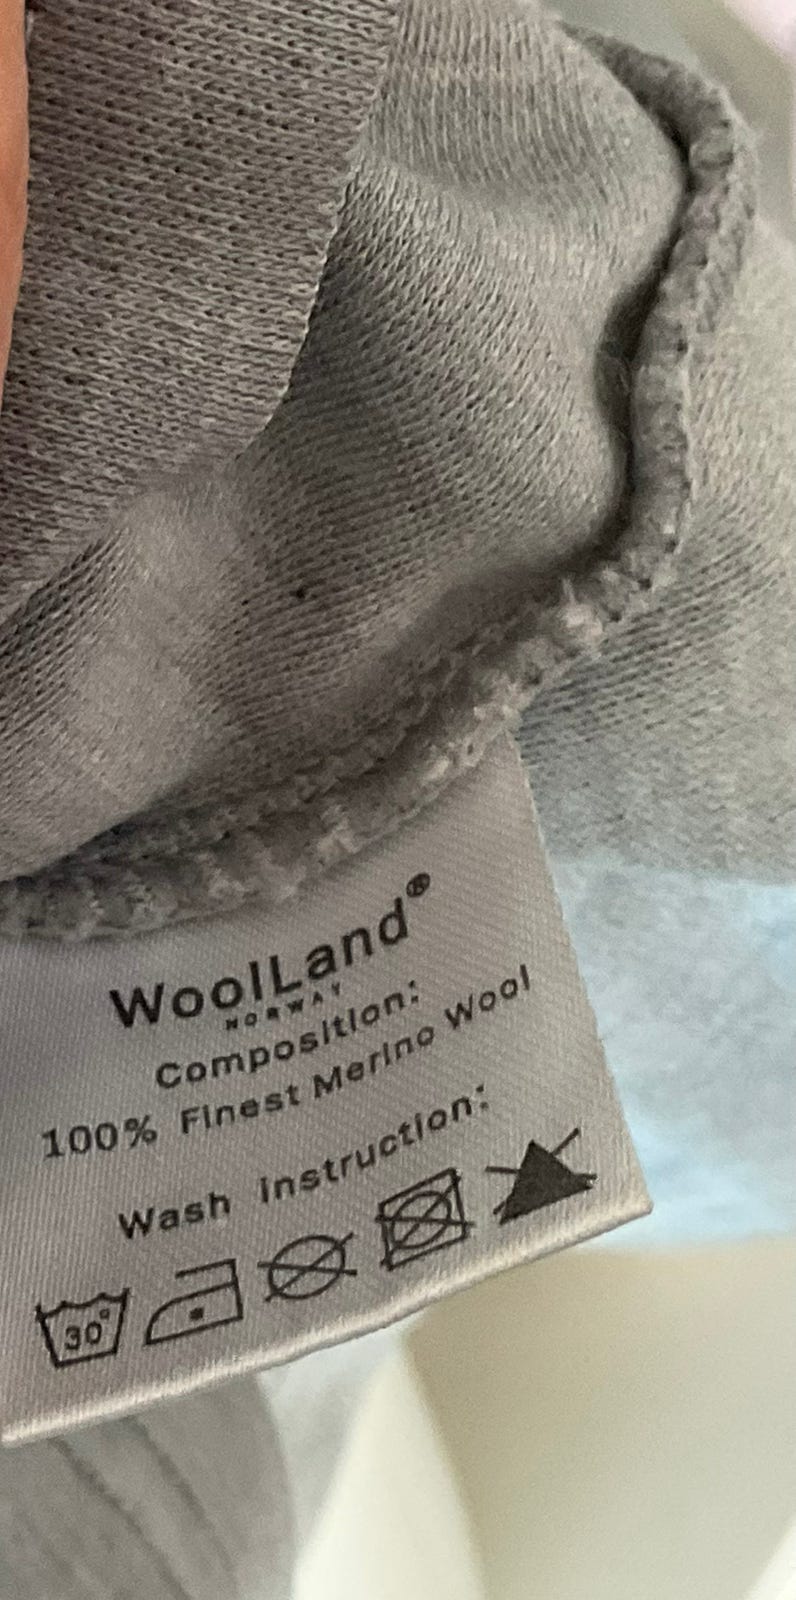 WoolLand®
NORWAY
Composition:
100% Finest Merino Wool
Wash instruction:
30°